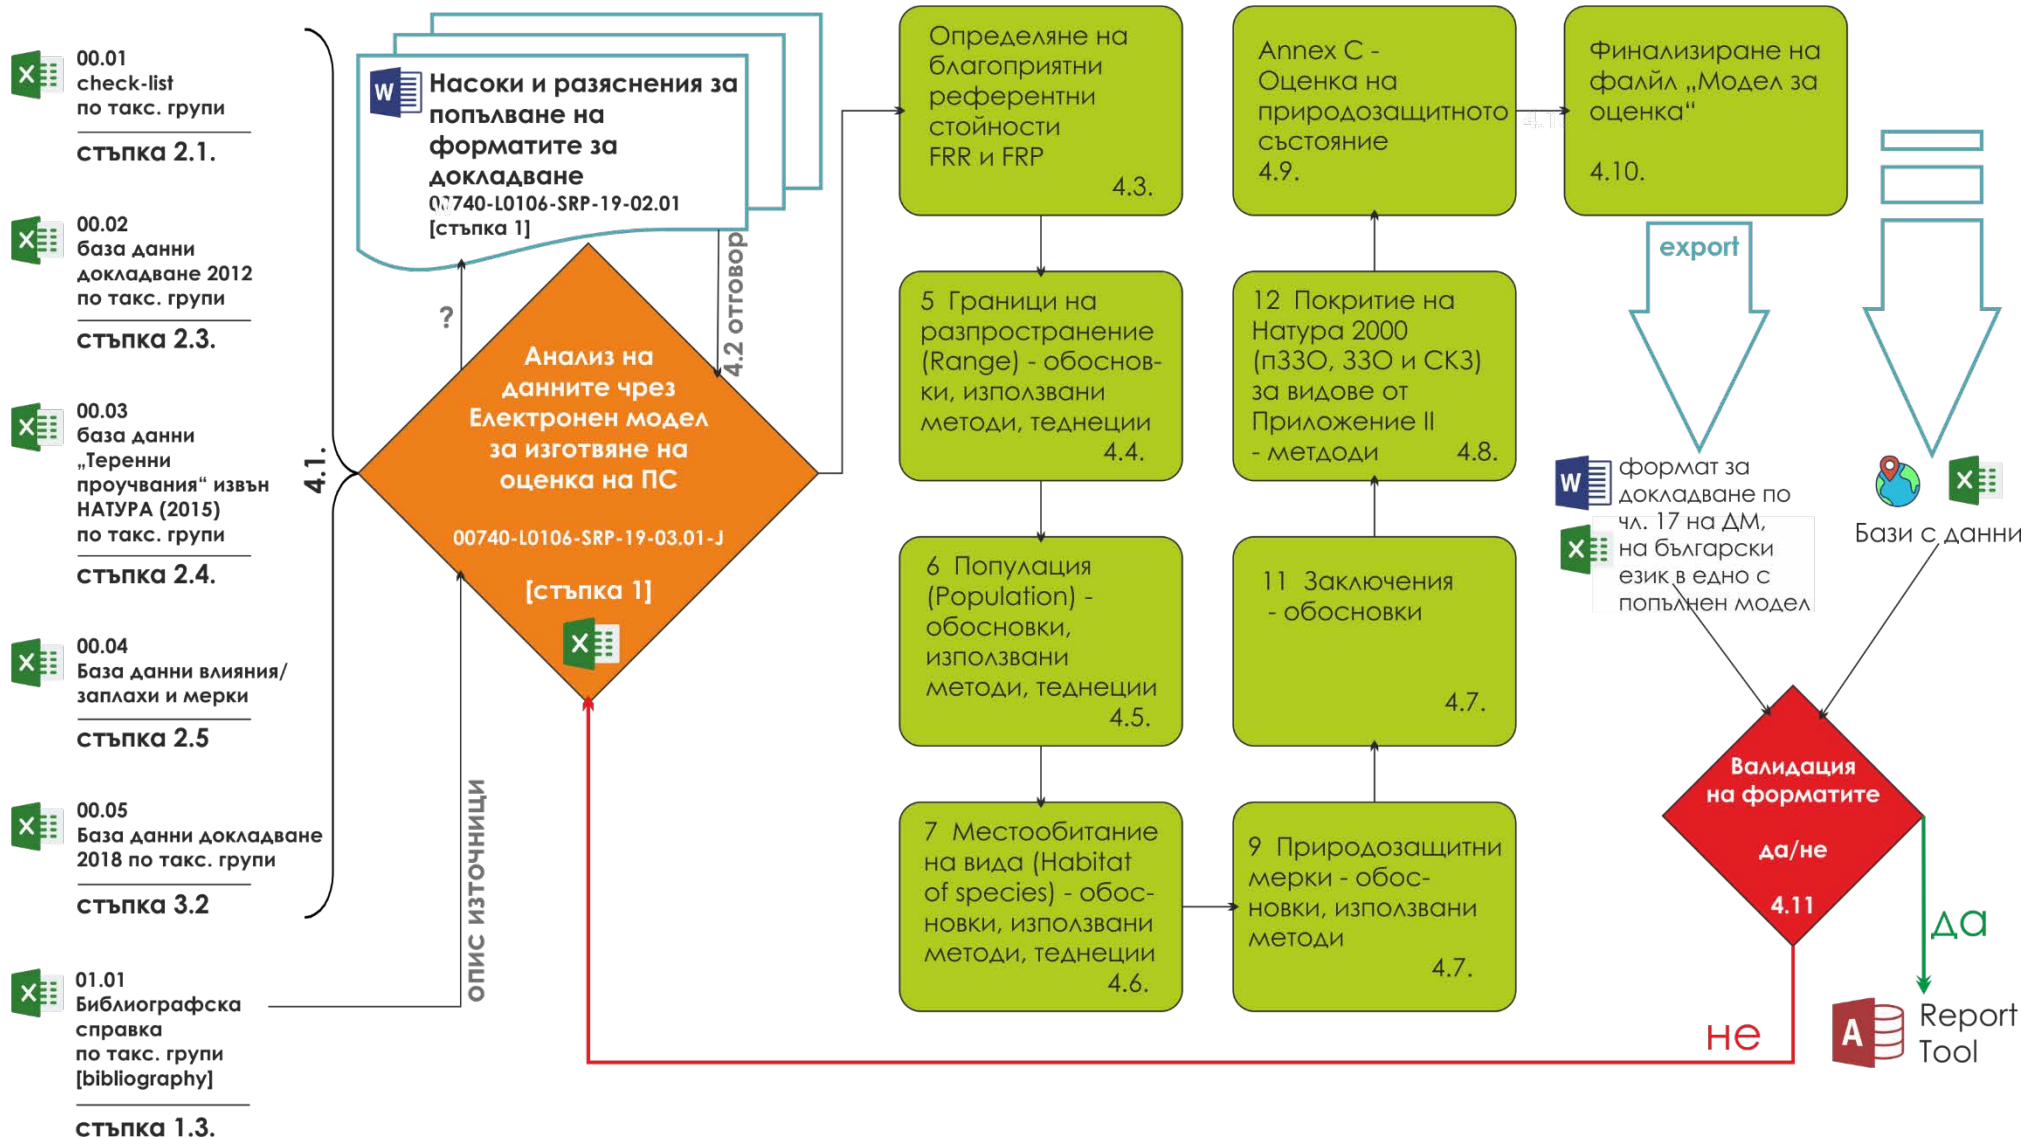 00.01
check-list
по такс. групи
стъпка 2.1.
00.02
база данни
докладване 2012
по такс. групи
стъпка 2.3.
00.03
база данни
„Теренни
проучвания“ извън
НАТУРА (2015)
по такс. групи
стъпка 2.4.
00.04
База данни влияния/
заплахи и мерки
стъпка 2.5
00.05
База данни докладване
2018 по такс. групи
стъпка 3.2
01.01
Библиографска
справка
по такс. групи
[bibliography]
стъпка 1.3.
4.1.
W
Насоки и разяснения за
попълване на
форматите за
докладване
00740-L0106-SRP-19-02.01
[стъпка 1]
?
4.2 отговор
Анализ на
данните чрез
Електронен модел
за изготвяне на
оценка на ПС
00740-L0106-SRP-19-03.01-J
[стъпка 1]
опис източници
Определяне на
благоприятни
референтни
стойности
FRR и FRP
4.3.
5 Граници на
разпространение
(Range) - обоснов-
ки, използвани
методи, теднеции
4.4.
6 Популация
(Population) -
обосновки,
използвани
методи, теднеции
4.5.
7 Местообитание
на вида (Habitat
of species) - обос-
новки, използвани
методи, теднеции
4.6.
9 Природозащитни
мерки - обос-
новки, използвани
методи
4.7.
11 Заключения
- обосновки
4.7.
12 Покритие на
Натура 2000
(пЗЗО, ЗЗО и СКЗ)
за видове от
Приложение II
- метдоди
4.8.
Annex C -
Оценка на
природозащитното
състояние
4.9.
Финализиране на
фалйл „Модел за
оценка“
4.10.
export
W
формат за
докладване по
чл. 17 на ДМ,
на български
език в едно с
попълнен модел
Бази с данни
Валидация
на форматите
да/не
4.11
да
не
A
Report
Tool